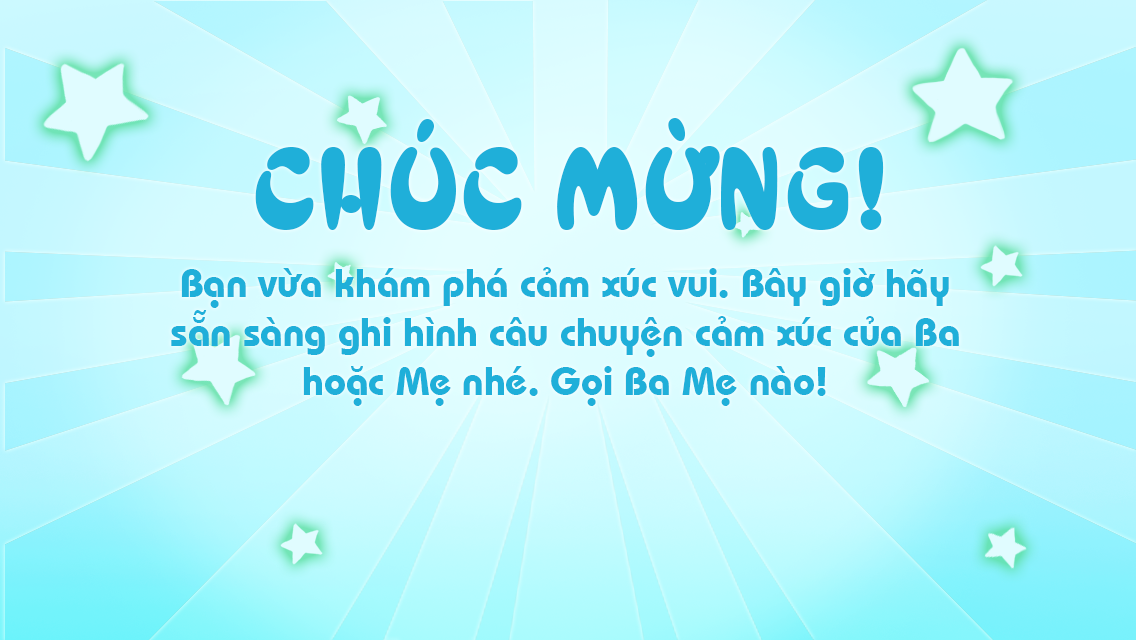 CHÚC MỪNG!
Bạn vừa khám phá cảm xúc vui. Bây giờ hãy
sẵn sàng ghi hình câu chuyện cảm xúc của Ba
hoặc Mẹ nhé. Gọi Ba Mẹ nào!